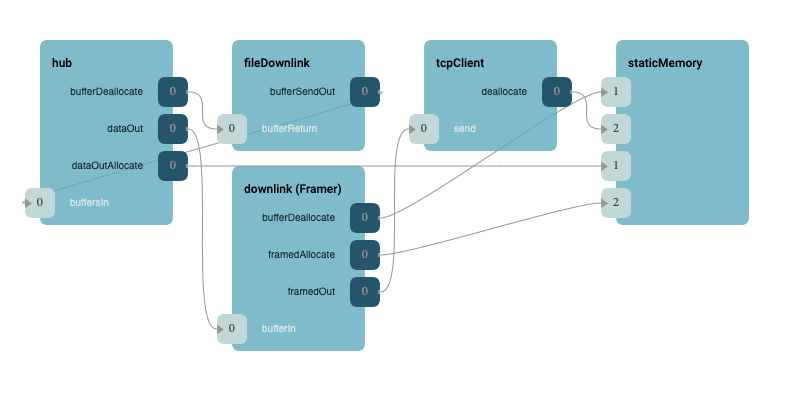 hub
bufferDeallocate 0
dataOut 0
dataOutAllocate 0
0 buffersIn
fileDownlink
bufferSendOut 0
0 bufferReturn
downlink (Framer)
bufferDeallocate 0
framedAllocate 0
framedOut 0
0 bufferIn
tcpClient
deallocate 0
0 send
staticMemory
1
2
1
2